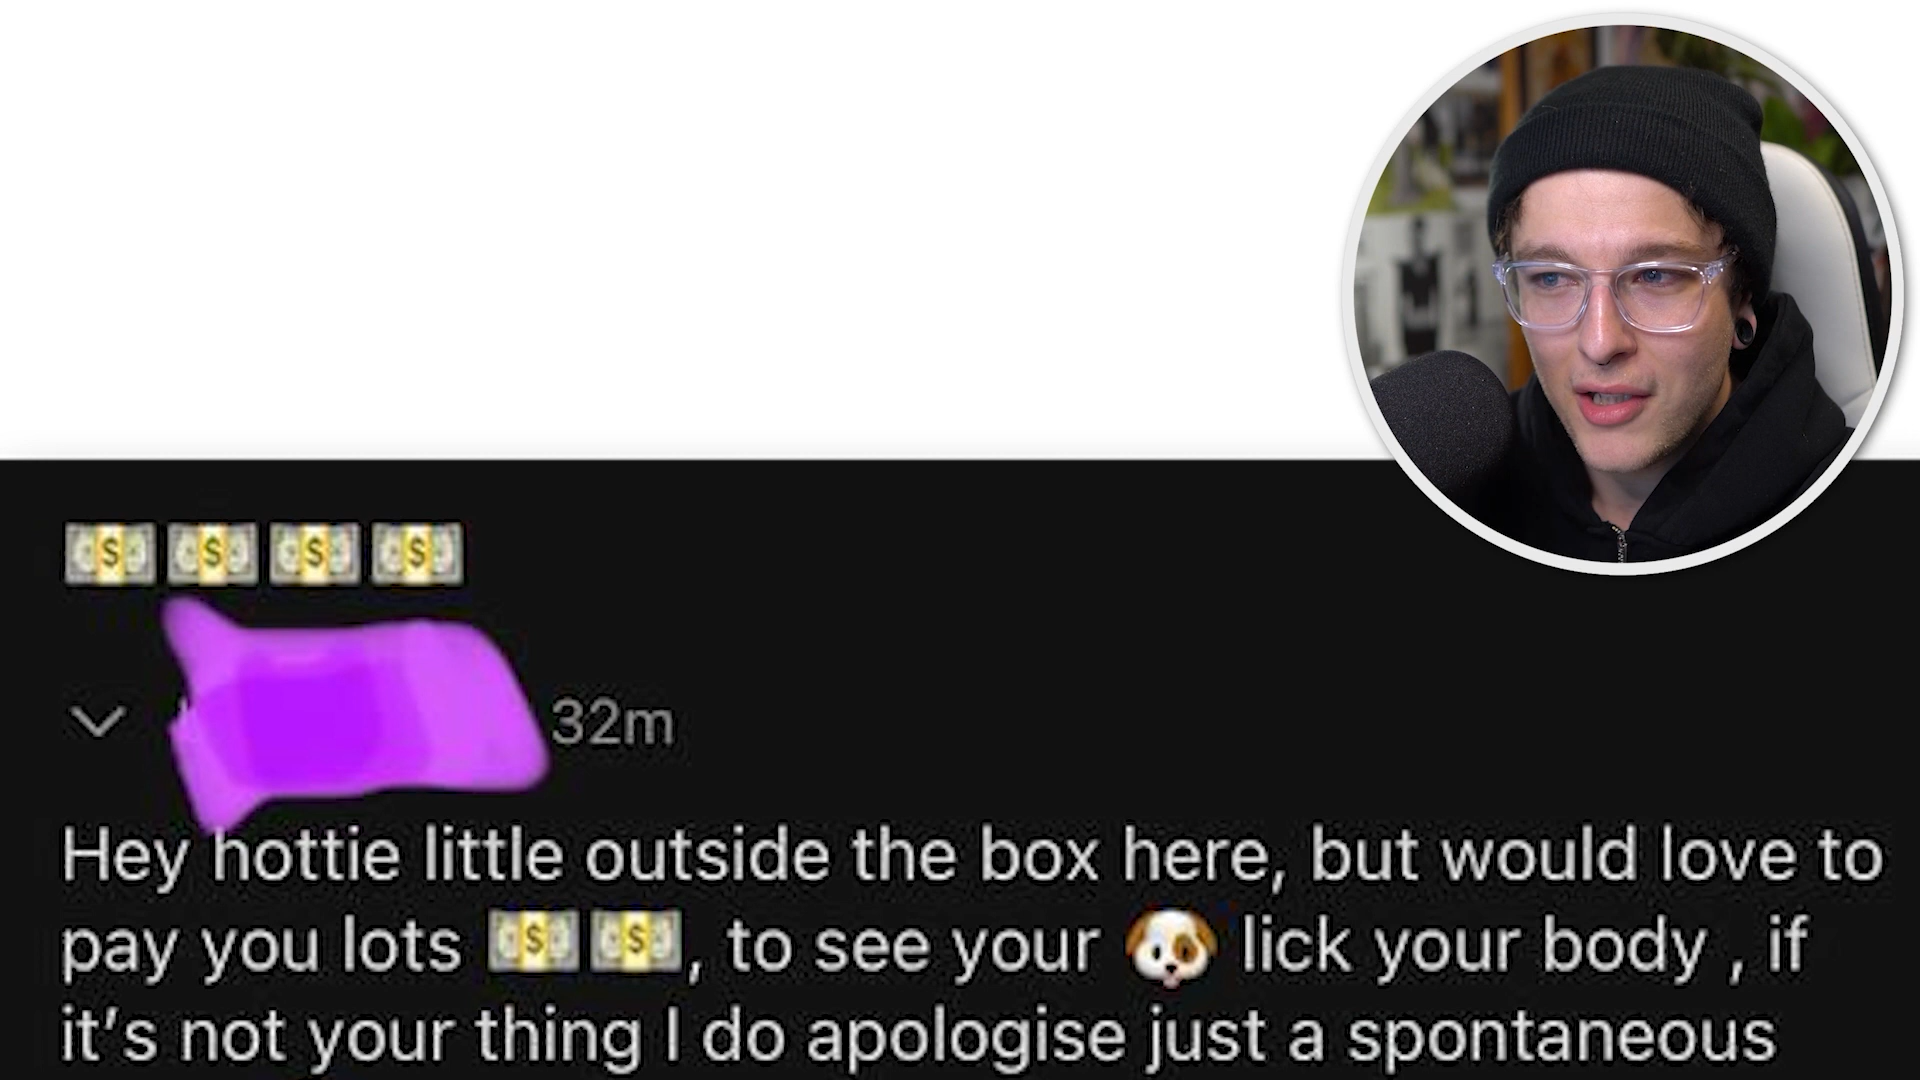 💵💵💵💵
32m
Hey hottie little outside the box here, but would love to
pay you lots 💵💵, to see your 🐶 lick your body , if
it's not your thing I do apologise just a spontaneous